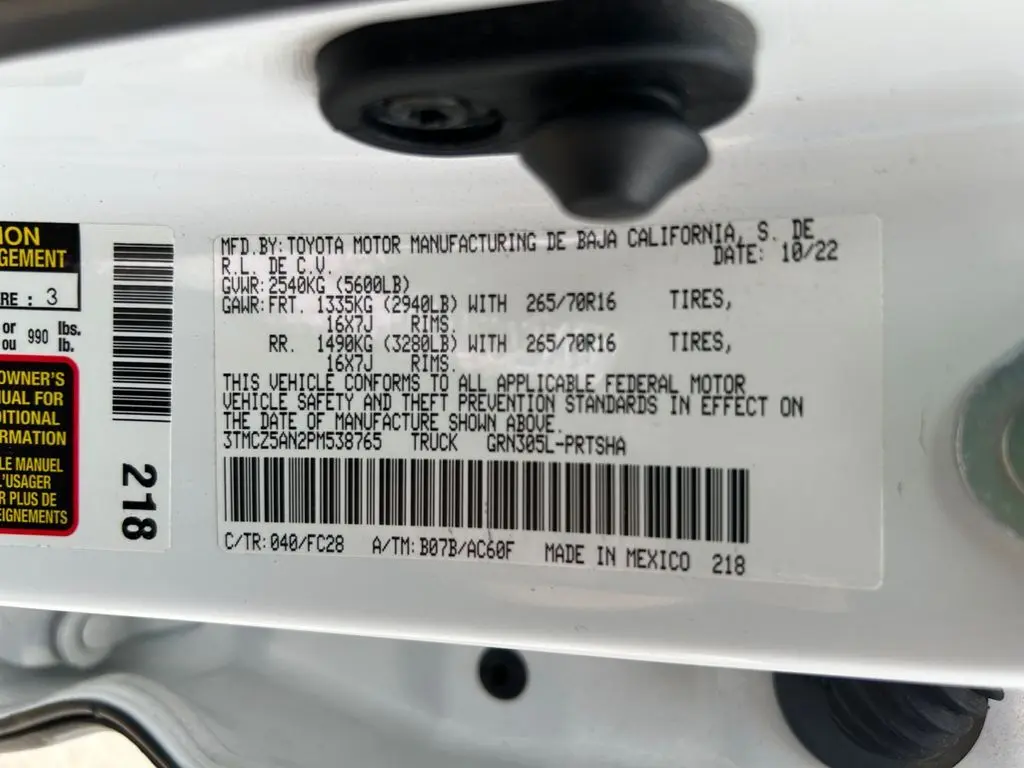 ION
GEMENT
RE : 3
or 990 lbs.
ou lb.
OWNER'S
UAL FOR
DITIONAL
RMATION
LE MANUEL
L'USAGER
R PLUS DE
EIGNEMENTS
218
MFD.BY: TOYOTA MOTOR MANUFACTURING DE BAJA CALIFORNIA, S. DE
R.L. DE C.V. DATE: 10/22
GVWR: 2540KG (5600LB)
GAWR: FRT. 1335KG (2940LB) WITH 265/70R16 TIRES,
16X7J RIMS.
RR. 1490KG (3280LB) WITH 265/70R16 TIRES,
16X7J RIMS.
THIS VEHICLE CONFORMS TO ALL APPLICABLE FEDERAL MOTOR
VEHICLE SAFETY AND THEFT PREVENTION STANDARDS IN EFFECT ON
THE DATE OF MANUFACTURE SHOWN ABOVE.
3TMCZ5AN2PM538765 TRUCK GRN305L-PRTSHA
C/TR: 040/FC28 A/TM: B07B/AC60F MADE IN MEXICO 218